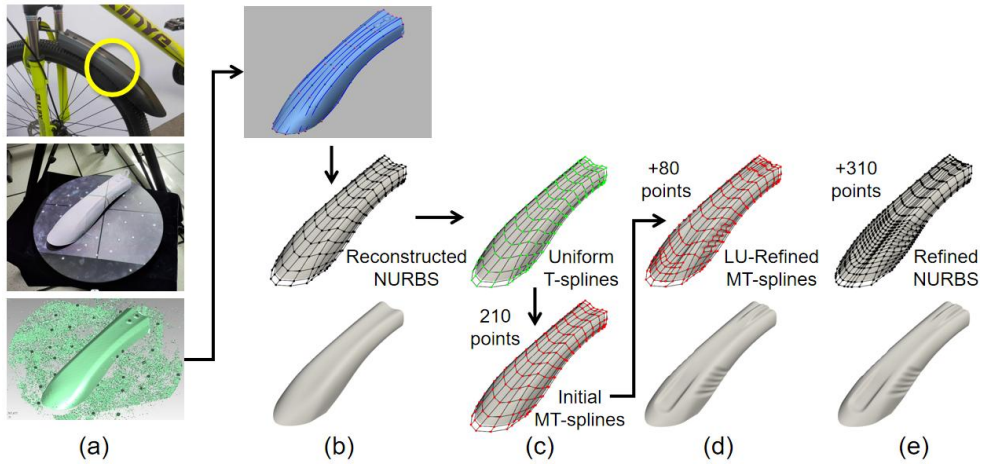 +80
points
+310
points
Reconstructed
NURBS
Uniform
T-splines
LU-Refined
MT-splines
Refined
NURBS
210
points
Initial
MT-splines
(a)
(b)
(c)
(d)
(e)